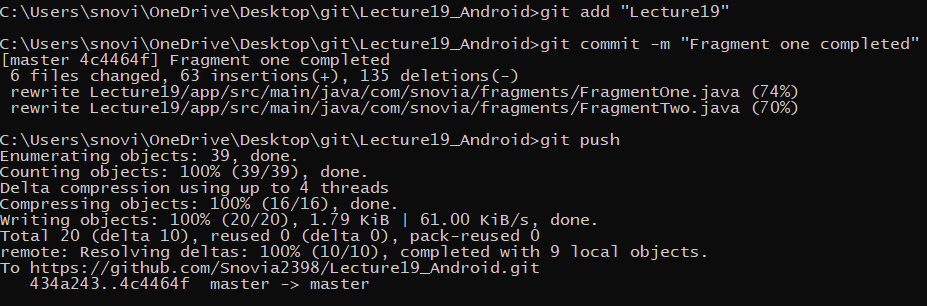 C:\Users\snovi\OneDrive\Desktop\git\Lecture19_Android>git add "Lecture19"
C:\Users\snovi\OneDrive\Desktop\git\Lecture19_Android>git commit -m "Fragment one completed"
[master 4c4464f] Fragment one completed
 6 files changed, 63 insertions(+), 135 deletions(-)
 rewrite Lecture19/app/src/main/java/com/snovia/fragments/FragmentOne.java (74%)
 rewrite Lecture19/app/src/main/java/com/snovia/fragments/FragmentTwo.java (70%)
C:\Users\snovi\OneDrive\Desktop\git\Lecture19_Android>git push
Enumerating objects: 39, done.
Counting objects: 100% (39/39), done.
Delta compression using up to 4 threads
Compressing objects: 100% (16/16), done.
Writing objects: 100% (20/20), 1.79 KiB | 61.00 KiB/s, done.
Total 20 (delta 10), reused 0 (delta 0), pack-reused 0
remote: Resolving deltas: 100% (10/10), completed with 9 local objects.
To https://github.com/Snovia2398/Lecture19_Android.git
   434a243..4c4464f  master -> master